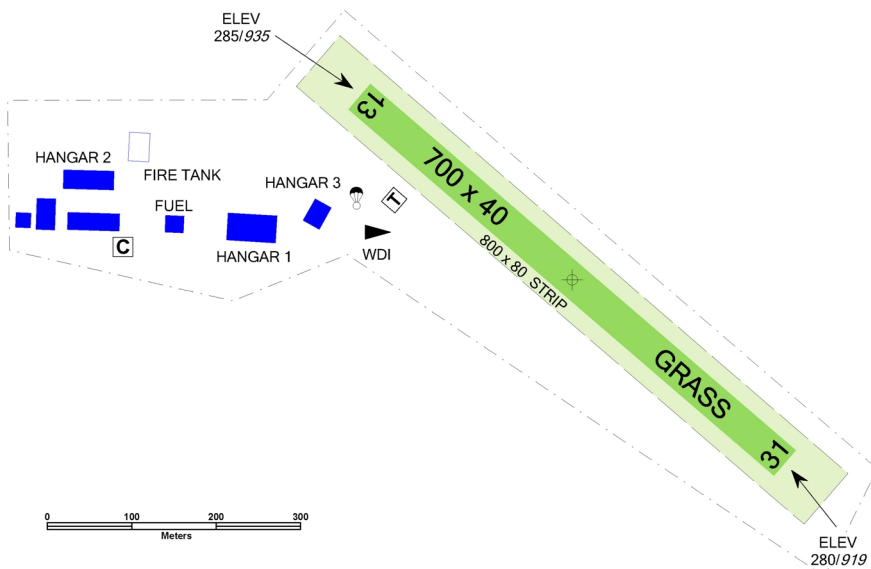 ELEV
285/935
13
700 x 40
HANGAR 2
FIRE TANK
HANGAR 3
T
FUEL
C
HANGAR 1
WDI
800 x 80 STRIP
GRASS
31
0 100 200 300
Meters
ELEV
280/919